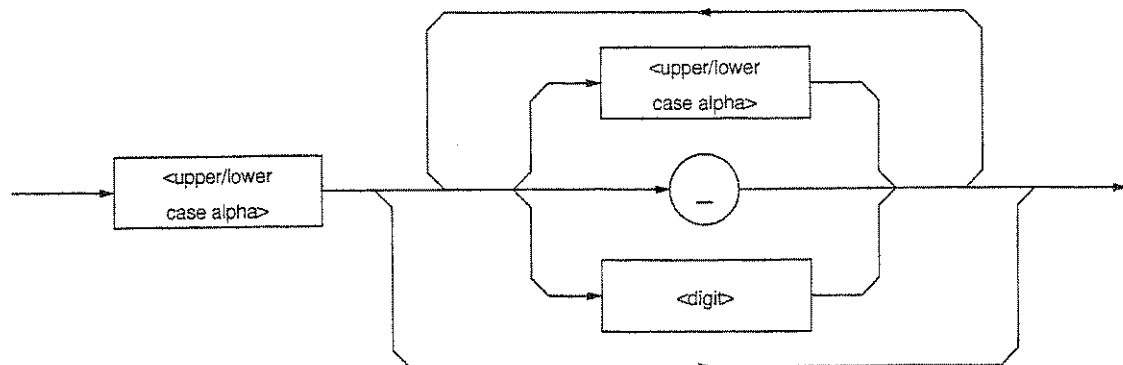 <upper/lower
case alpha>
<upper/lower
case alpha>
_
<digit>